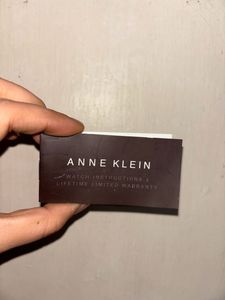 ANNE KLEIN
WATCH INSTRUCTIONS &
LIFETIME LIMITED WARRANTY